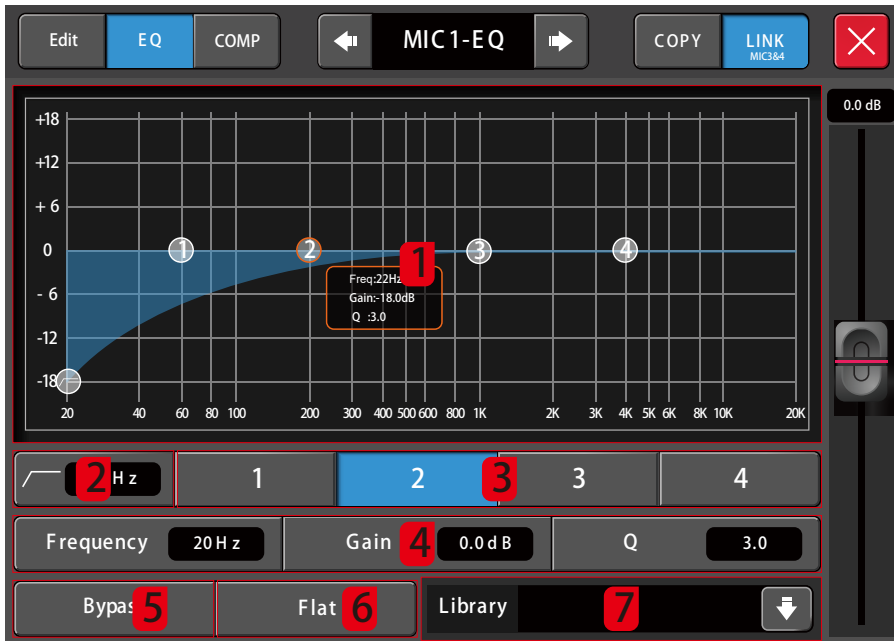 Edit EQ COMP MIC1-EQ COPY LINK
MIC3&4
0.0 dB
+18
+12
+ 6
0 1 2 1 3 4
Freq:22Hz
Gain:-18.0dB
Q :3.0
- 6
-12
-18
20 40 60 80 100 200 300 400 500 600 800 1K 2K 3K 4K 5K 6K 8K 10K 20K
2 Hz 1 2 3 3 4
Frequency 20Hz Gain 4 0.0dB Q 3.0
5 Flat 6 Library 7